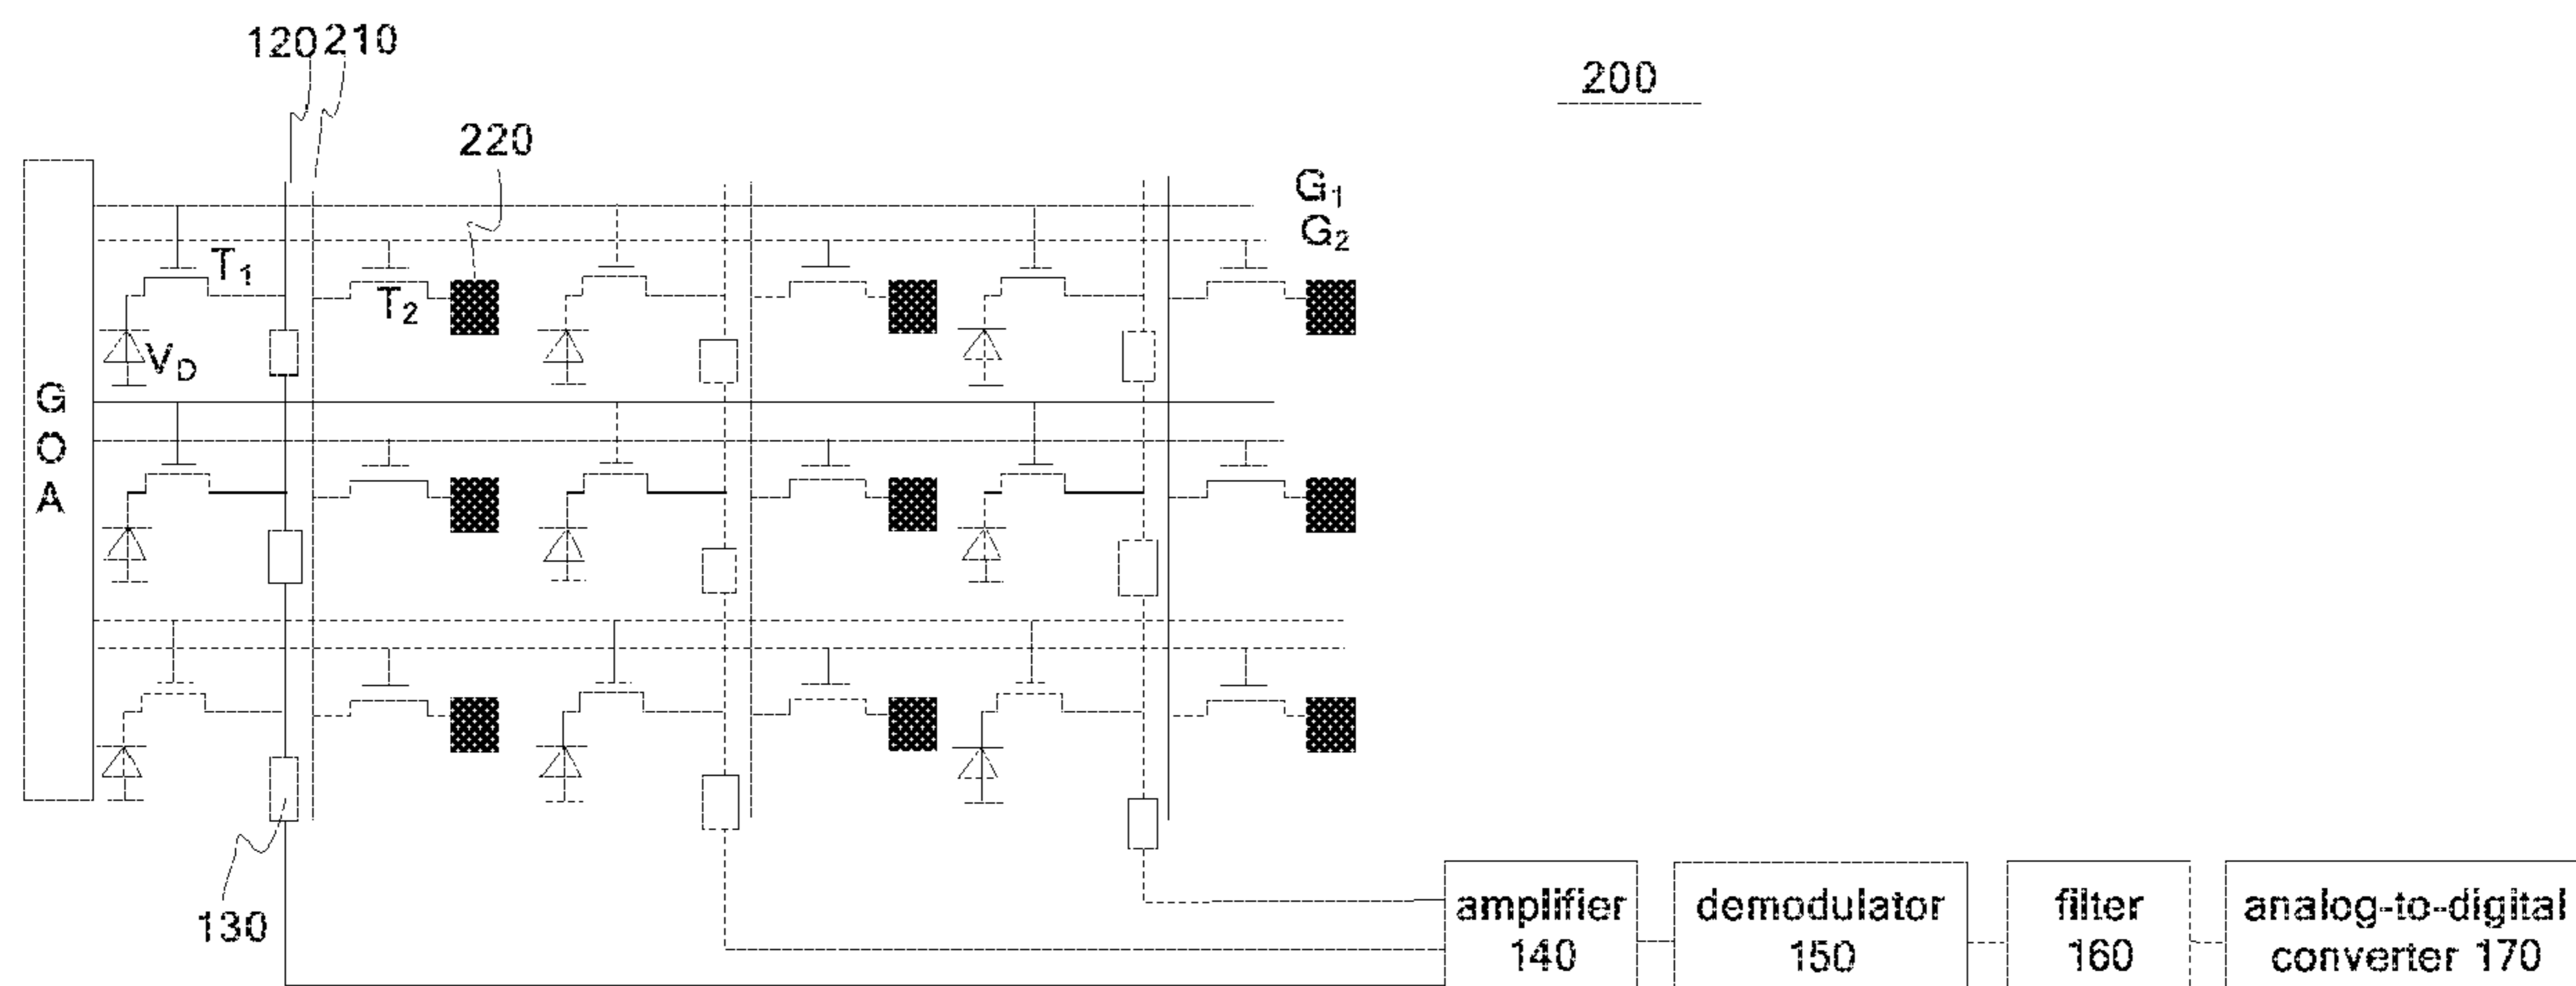 120 210
200
220
G1
G2
T1
T2
VD
G
O
A
130
amplifier
140
demodulator
150
filter
160
analog-to-digital
converter 170